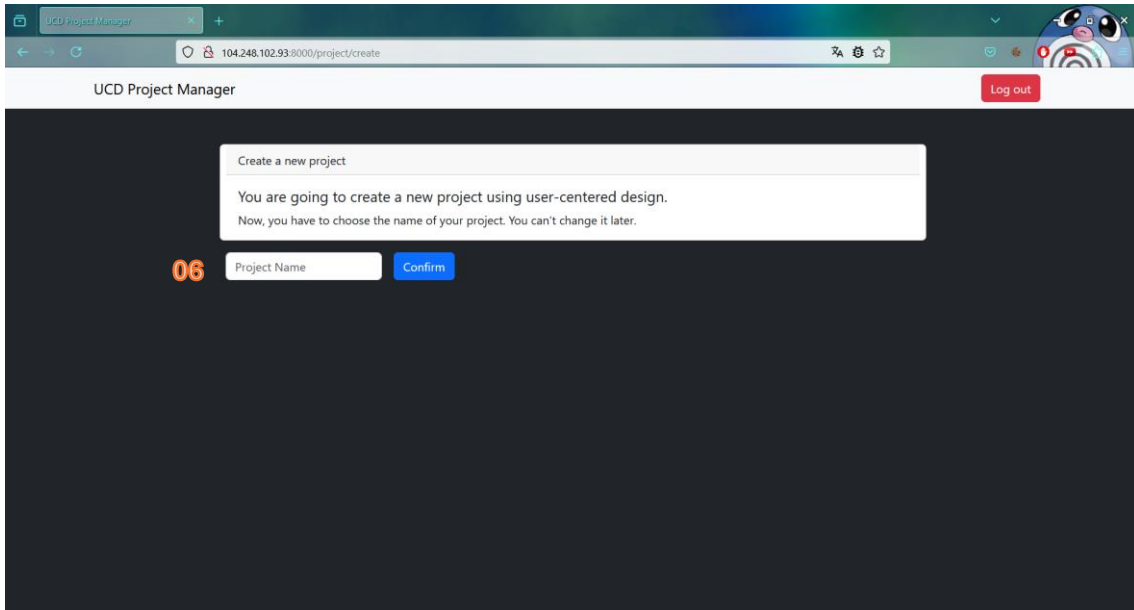 UCD Project Manager
104.248.102.93:8000/project/create
UCD Project Manager
Log out
Create a new project
You are going to create a new project using user-centered design.
Now, you have to choose the name of your project. You can't change it later.
06
Project Name
Confirm